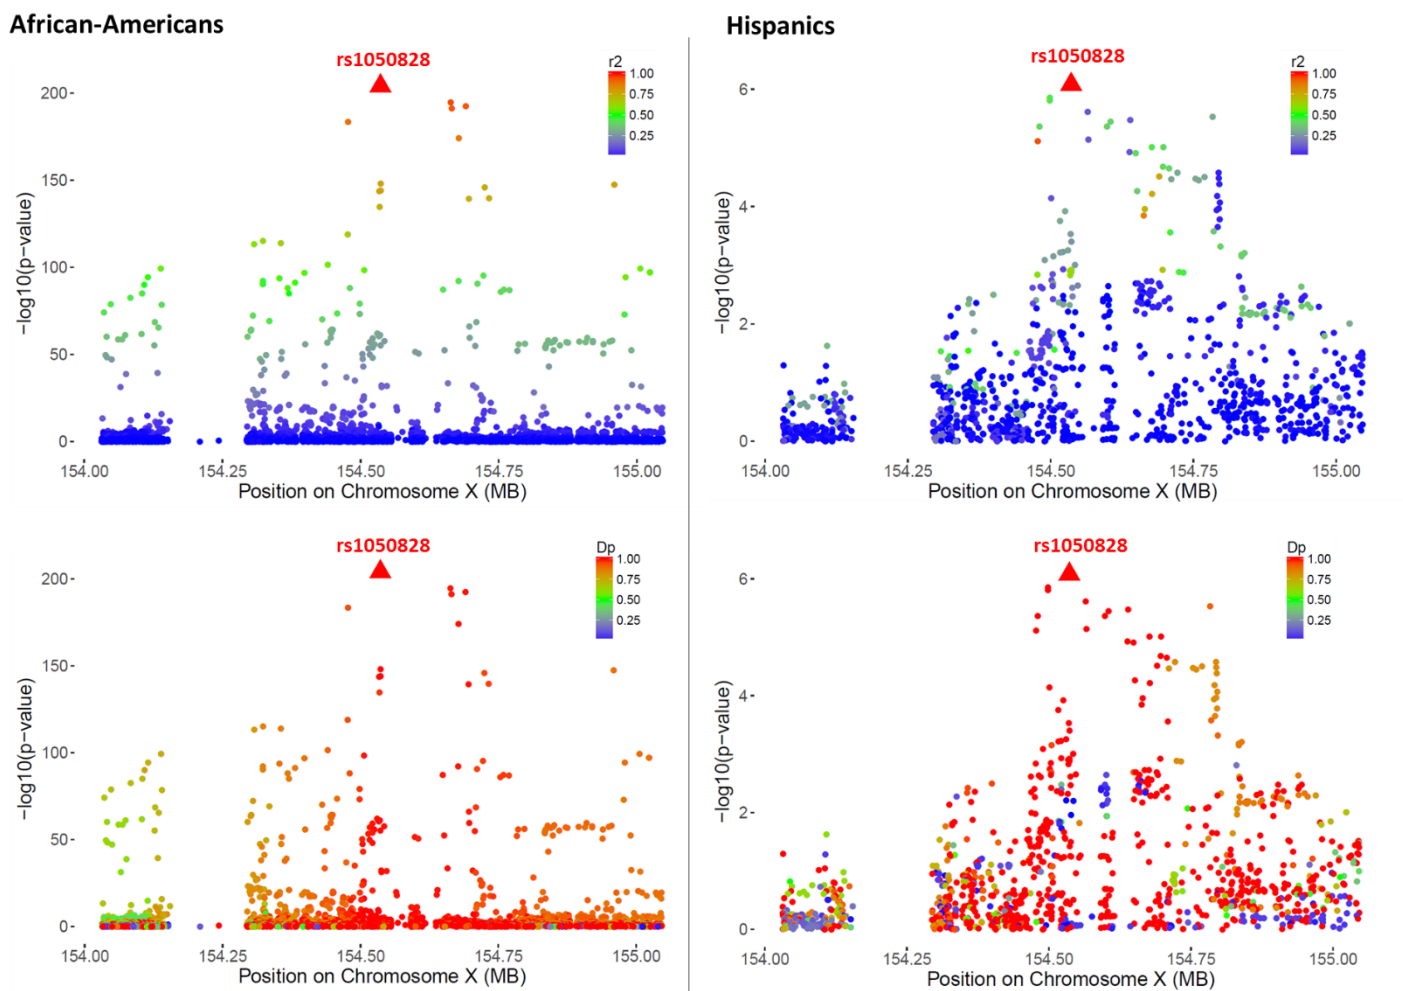 African-Americans
rs1050828
r2
1.00
0.75
0.50
0.25
200
150
100
50
0
−log10(p−value)
154.00 154.25 154.50 154.75 155.00
Position on Chromosome X (MB)
Hispanics
rs1050828
r2
1.00
0.75
0.50
0.25
6
4
2
0
−log10(p−value)
154.00 154.25 154.50 154.75 155.00
Position on Chromosome X (MB)
rs1050828
Dp
1.00
0.75
0.50
0.25
200
150
100
50
0
−log10(p−value)
154.00 154.25 154.50 154.75 155.00
Position on Chromosome X (MB)
rs1050828
Dp
1.00
0.75
0.50
0.25
6
4
2
0
−log10(p−value)
154.00 154.25 154.50 154.75 155.00
Position on Chromosome X (MB)